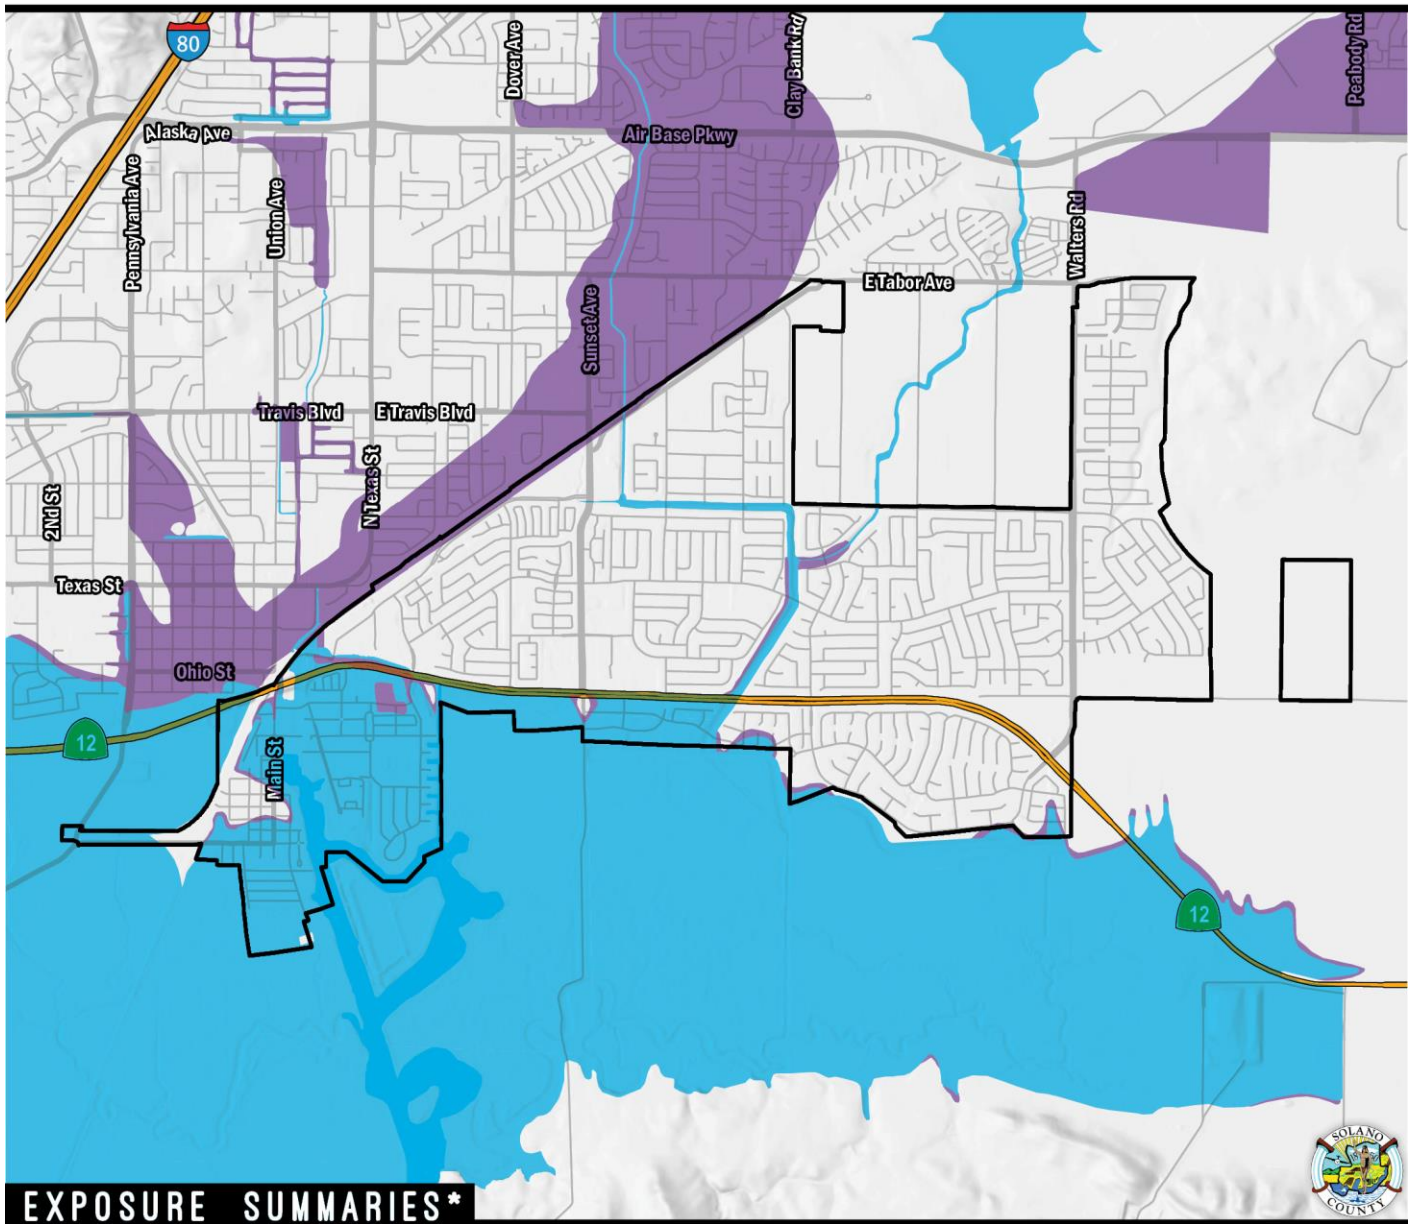 80
Dover Ave
Clay Bank Rd
Peabody Rd
Alaska Ave
Air Base Pkwy
Pennsylvania Ave
Union Ave
Walters Rd
E Tabor Ave
Sunset Ave
Travis Blvd
E Travis Blvd
2Nd St
N Texas St
Texas St
Ohio St
12
Main St
12
SOLANO
COUNTY
EXPOSURE SUMMARIES*